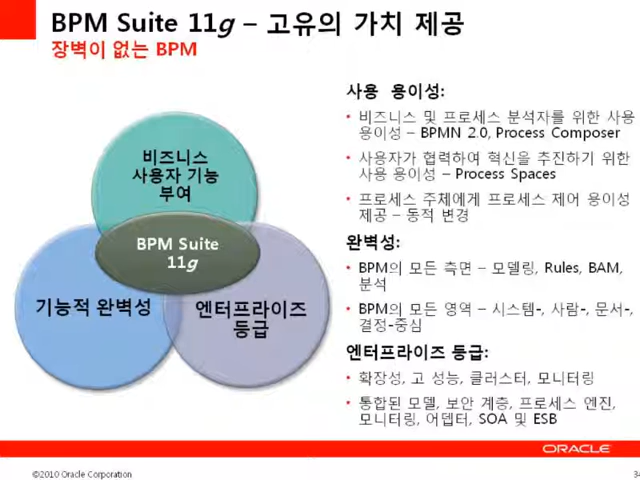 BPM Suite 11g – 고유의 가치 제공
장벽이 없는 BPM
비즈니스
사용자 기능
부여
BPM Suite
11g
기능적 완벽성
엔터프라이즈
등급
사용 용이성:
• 비즈니스 및 프로세스 분석자를 위한 사용
용이성 – BPMN 2.0, Process Composer
• 사용자가 협력하여 혁신을 추진하기 위한
사용 용이성 – Process Spaces
• 프로세스 주체에게 프로세스 제어 용이성
제공 – 동적 변경
완벽성:
• BPM의 모든 측면 – 모델링, Rules, BAM,
분석
• BPM의 모든 영역 – 시스템-, 사람-, 문서-,
결정-중심
엔터프라이즈 등급:
• 확장성, 고 성능, 클러스터, 모니터링
• 통합된 모델, 보안 계층, 프로세스 엔진,
모니터링, 어뎁터, SOA 및 ESB
ORACLE
©2010 Oracle Corporation
34